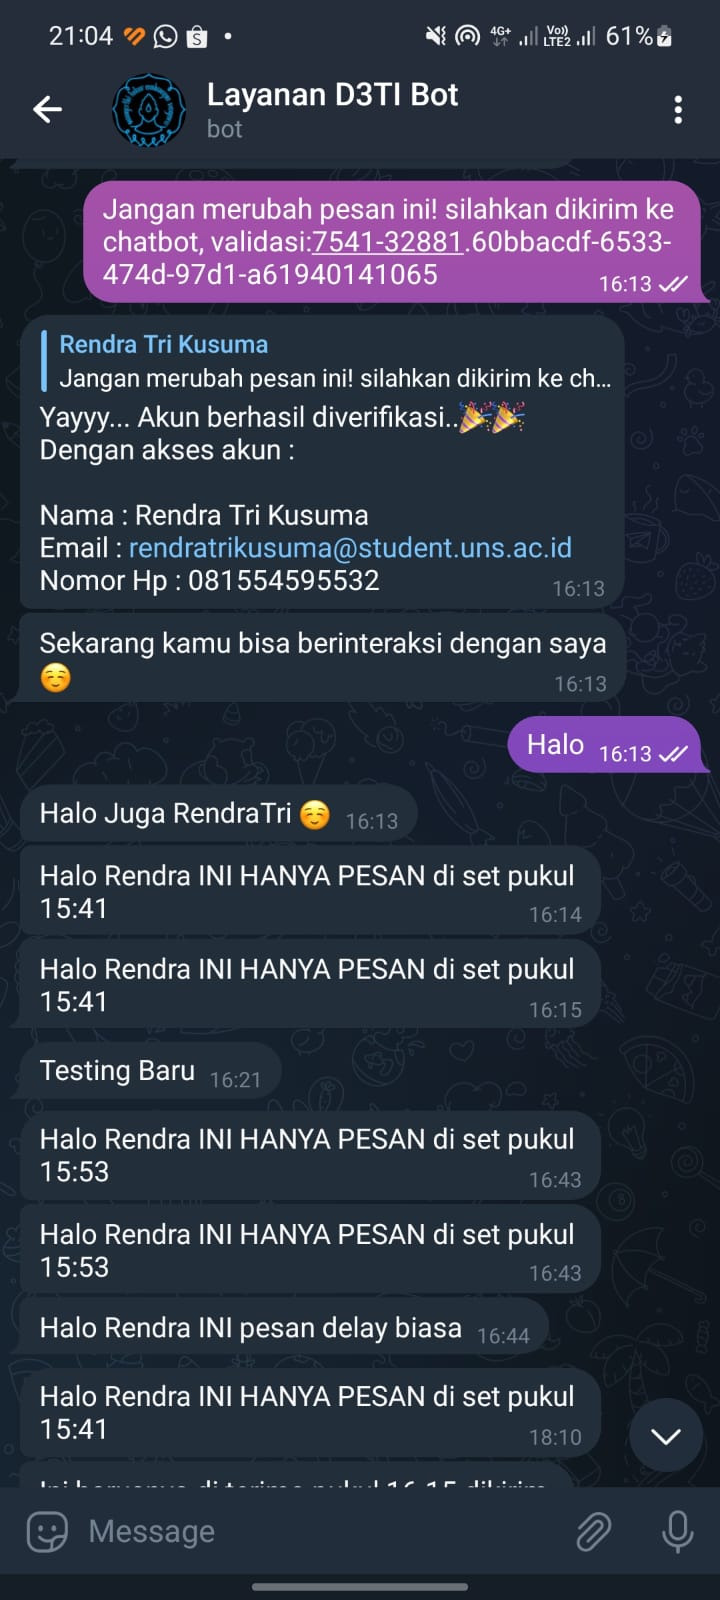 21:04
4G+
Vo))
LTE2
61%
Layanan D3TI Bot
bot
Jangan merubah pesan ini! silahkan dikirim ke
chatbot, validasi:7541-32881.60bbacdf-6533-
474d-97d1-a61940141065
16:13
Rendra Tri Kusuma
Jangan merubah pesan ini! silahkan dikirim ke ch...
Yayyy... Akun berhasil diverifikasi..🎉🎉
Dengan akses akun :
Nama : Rendra Tri Kusuma
Email : rendratrikusuma@student.uns.ac.id
Nomor Hp : 081554595532
16:13
Sekarang kamu bisa berinteraksi dengan saya
☺️
16:13
Halo 16:13
Halo Juga RendraTri ☺️ 16:13
Halo Rendra INI HANYA PESAN di set pukul
15:41
16:14
Halo Rendra INI HANYA PESAN di set pukul
15:41
16:15
Testing Baru 16:21
Halo Rendra INI HANYA PESAN di set pukul
15:53
16:43
Halo Rendra INI HANYA PESAN di set pukul
15:53
16:43
Halo Rendra INI pesan delay biasa 16:44
Halo Rendra INI HANYA PESAN di set pukul
15:41
18:10
Message